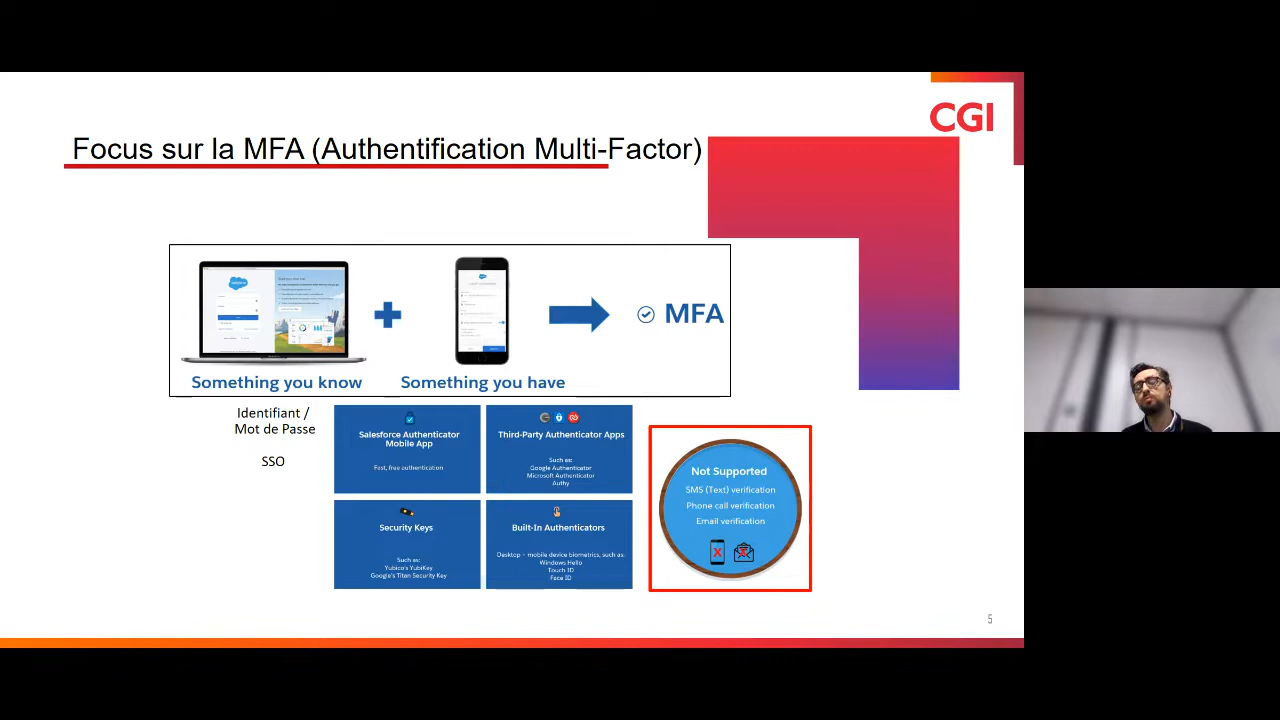 CGI
Focus sur la MFA (Authentification Multi-Factor)
MFA
Something you know
Something you have
Identifiant /
Mot de Passe
SSO
Salesforce Authenticator
Mobile App
Fast, free authentication
Third-Party Authenticator Apps
Such as:
Google Authenticator
Microsoft Authenticator
Authy
Security Keys
Such as:
Yubico's YubiKey
Google's Titan Security Key
Built-In Authenticators
Desktop + mobile device biometrics, such as:
Windows Hello
Touch ID
Face ID
Not Supported
SMS (Text) verification
Phone call verification
Email verification
5